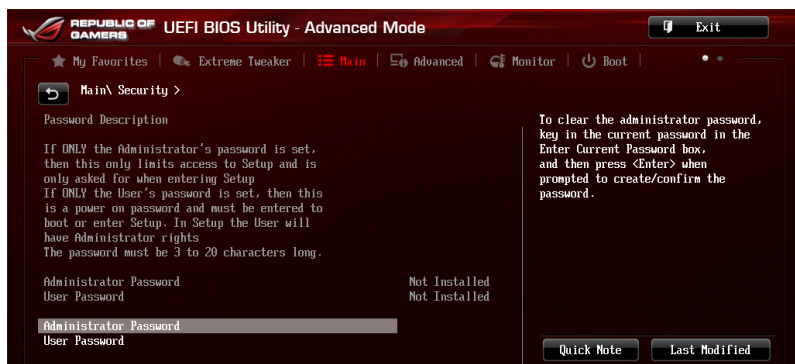 REPUBLIC OF GAMERS UEFI BIOS Utility - Advanced Mode
Exit
My Favorites | Extreme Tweaker | Main | Advanced | Monitor | Boot |
Main\ Security >
Password Description
If ONLY the Administrator's password is set,
then this only limits access to Setup and is
only asked for when entering Setup
If ONLY the User's password is set, then this
is a power on password and must be entered to
boot or enter Setup. In Setup the User will
have Administrator rights
The password must be 3 to 20 characters long.
Administrator Password Not Installed
User Password Not Installed
Administrator Password
User Password
To clear the administrator password,
key in the current password in the
Enter Current Password box,
and then press <Enter> when
prompted to create/confirm the
password.
Quick Note
Last Modified